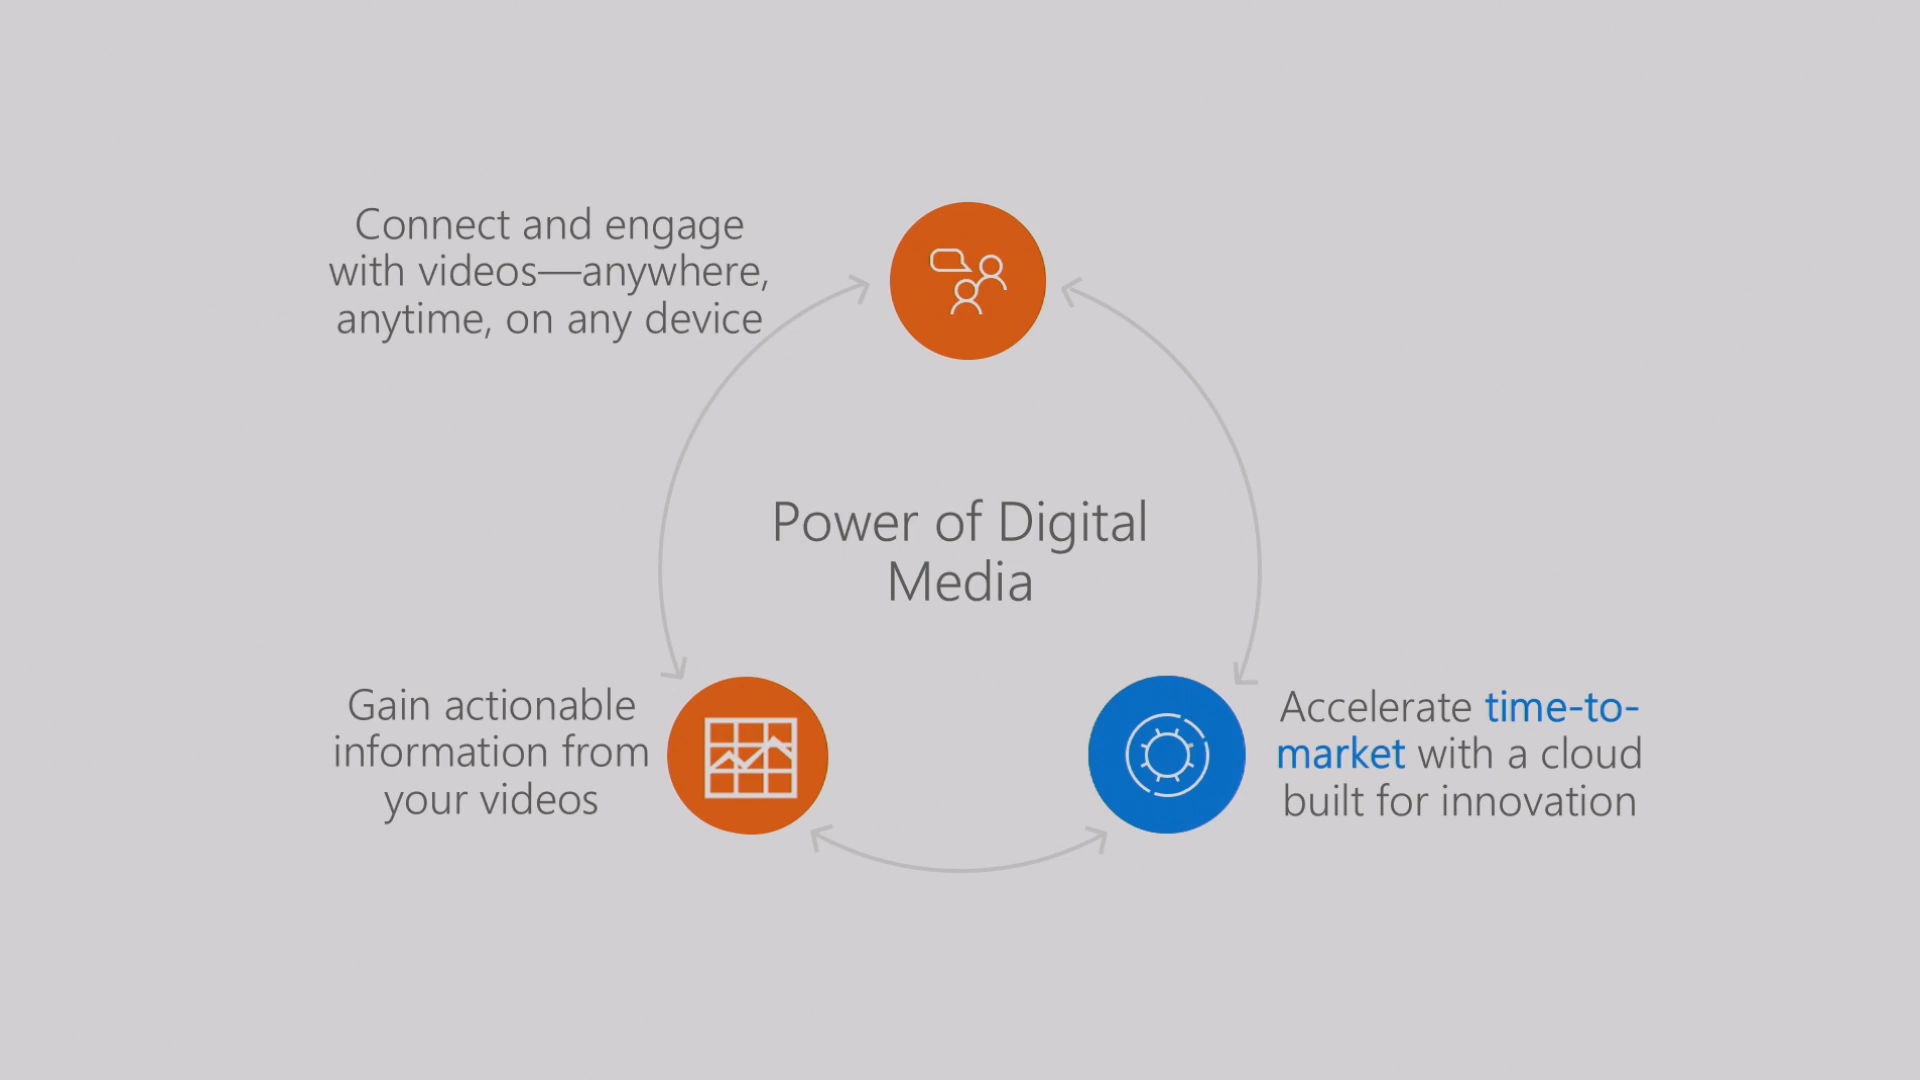 Connect and engage
with videos—anywhere,
anytime, on any device
Power of Digital
Media
Gain actionable
information from
your videos
Accelerate time-to-
market with a cloud
built for innovation